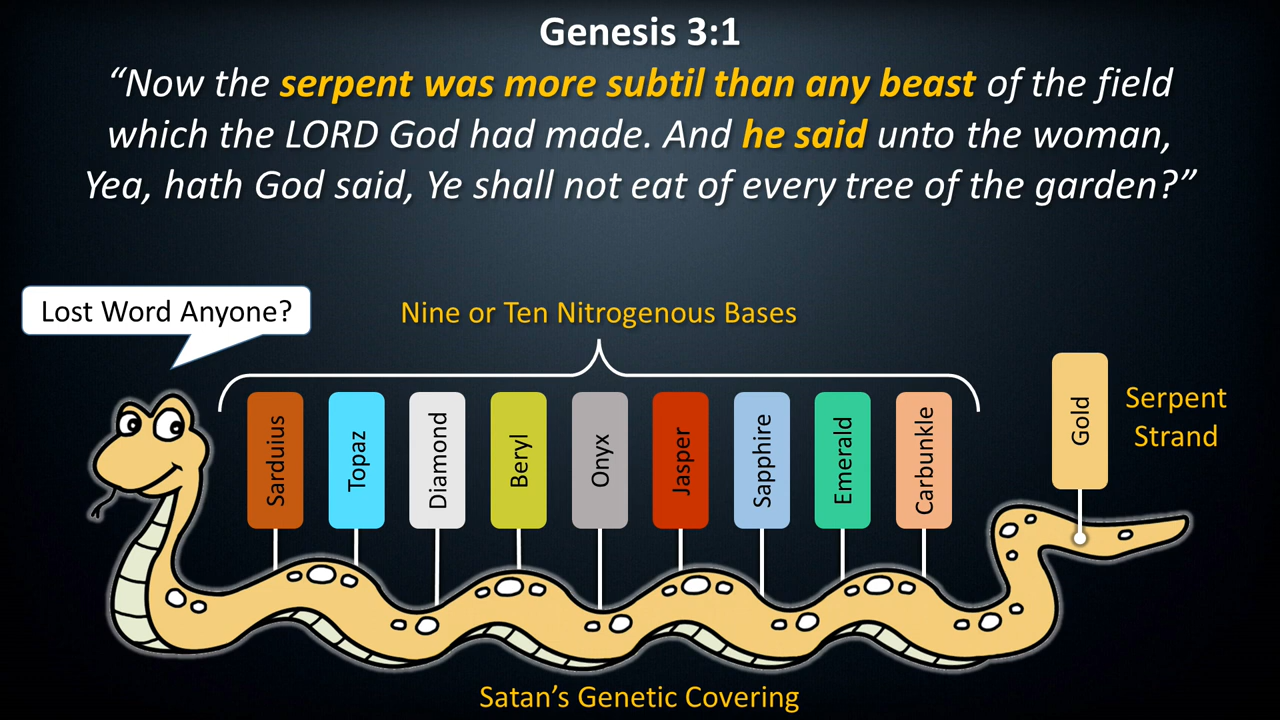 Genesis 3:1
“Now the serpent was more subtil than any beast of the field
which the LORD God had made. And he said unto the woman,
Yea, hath God said, Ye shall not eat of every tree of the garden?”
Lost Word Anyone?
Nine or Ten Nitrogenous Bases
Sarduius
Topaz
Diamond
Beryl
Onyx
Jasper
Sapphire
Emerald
Carbunkle
Gold
Serpent
Strand
Satan’s Genetic Covering